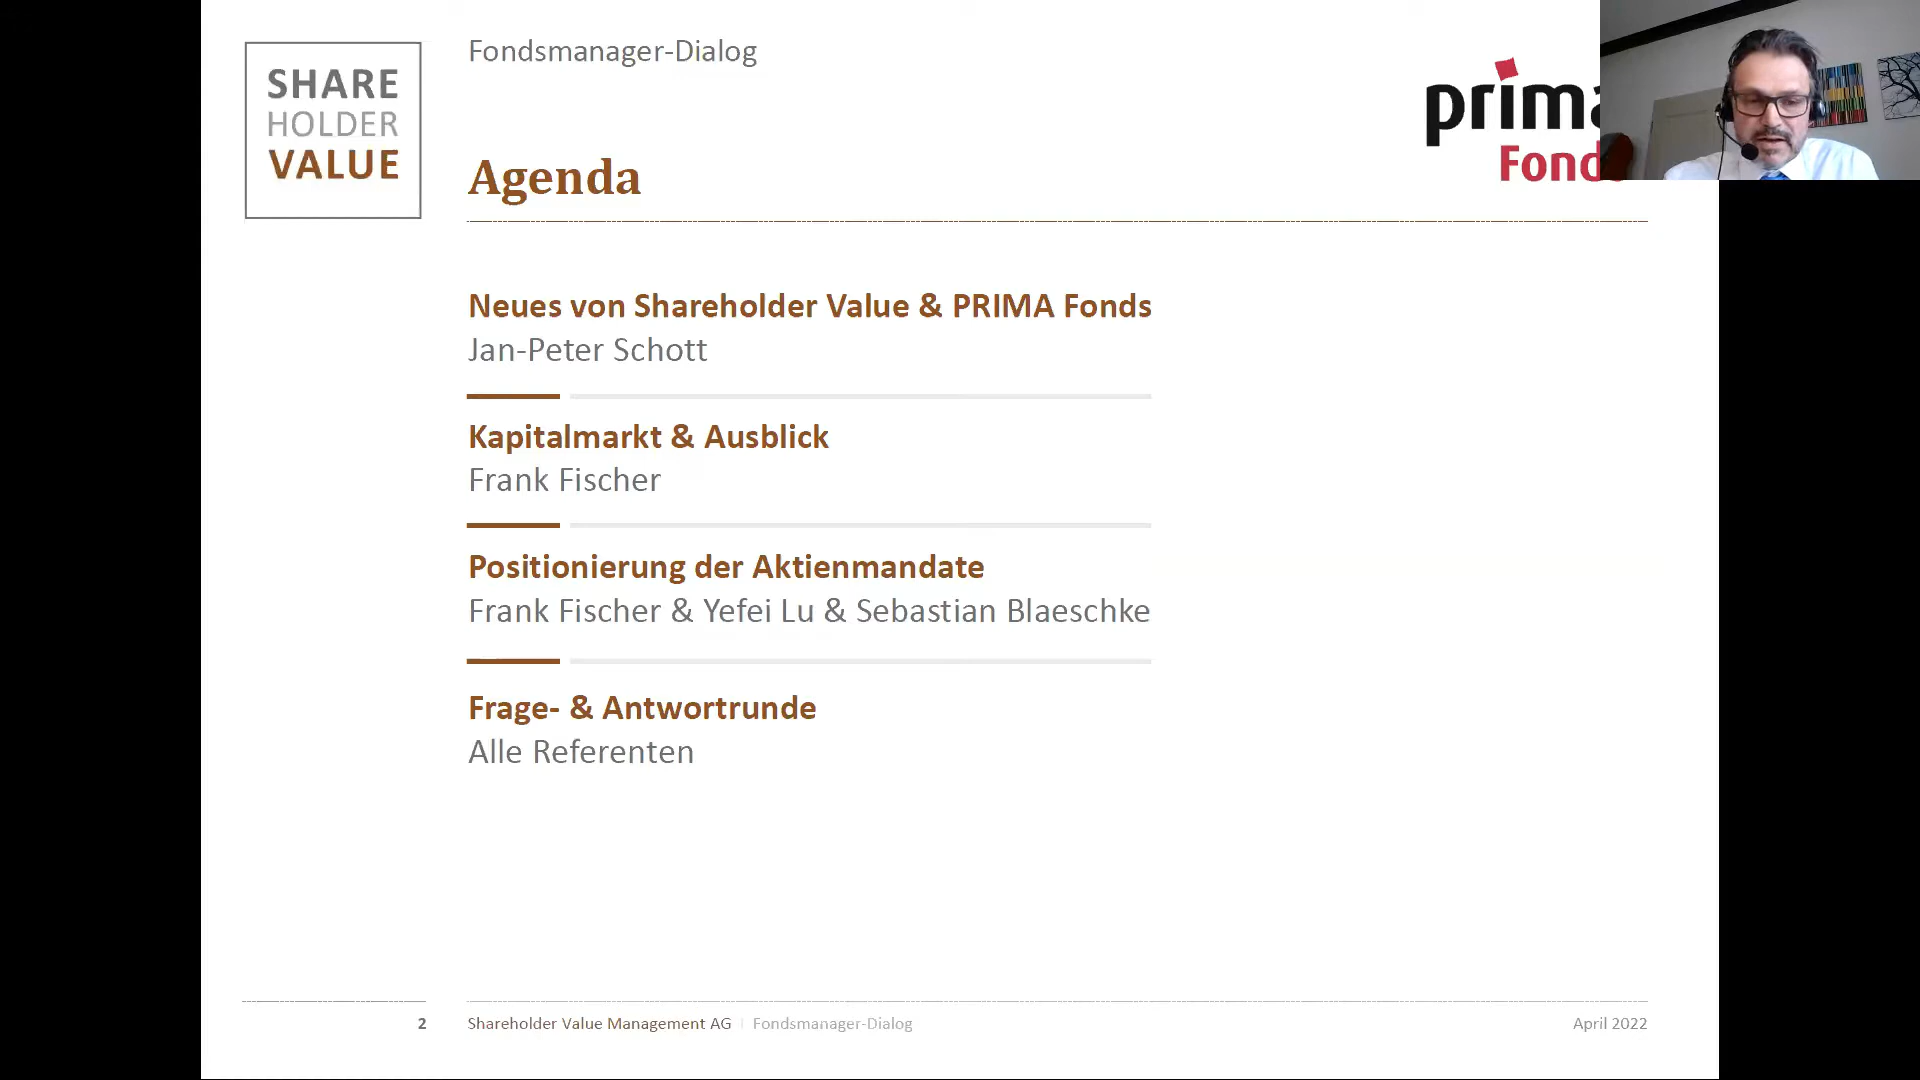 SHARE
HOLDER
VALUE
Fondsmanager-Dialog
Agenda
prima
Fonds
Neues von Shareholder Value & PRIMA Fonds
Jan-Peter Schott
Kapitalmarkt & Ausblick
Frank Fischer
Positionierung der Aktienmandate
Frank Fischer & Yefei Lu & Sebastian Blaeschke
Frage- & Antwortrunde
Alle Referenten
2 Shareholder Value Management AG | Fondsmanager-Dialog April 2022